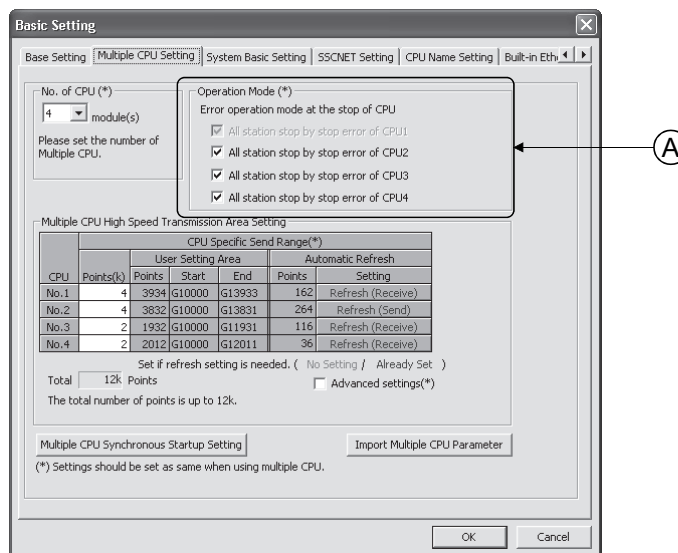 Basic Setting
Base Setting Multiple CPU Setting System Basic Setting SSCNET Setting CPU Name Setting Built-in Eth
No. of CPU (*)
4 module(s)
Please set the number of
Multiple CPU.
Operation Mode (*)
Error operation mode at the stop of CPU
All station stop by stop error of CPU1
All station stop by stop error of CPU2
All station stop by stop error of CPU3
All station stop by stop error of CPU4
A
Multiple CPU High Speed Transmission Area Setting
CPU Specific Send Range(*)
User Setting Area Automatic Refresh
CPU Points(k) Points Start End Points Setting
No.1 4 3934 G10000 G13933 162 Refresh (Receive)
No.2 4 3832 G10000 G13831 264 Refresh (Send)
No.3 2 1932 G10000 G11931 116 Refresh (Receive)
No.4 2 2012 G10000 G12011 36 Refresh (Receive)
Set if refresh setting is needed. ( No Setting / Already Set )
Total 12k Points
Advanced settings(*)
The total number of points is up to 12k.
Multiple CPU Synchronous Startup Setting Import Multiple CPU Parameter
(*) Settings should be set as same when using multiple CPU.
OK Cancel